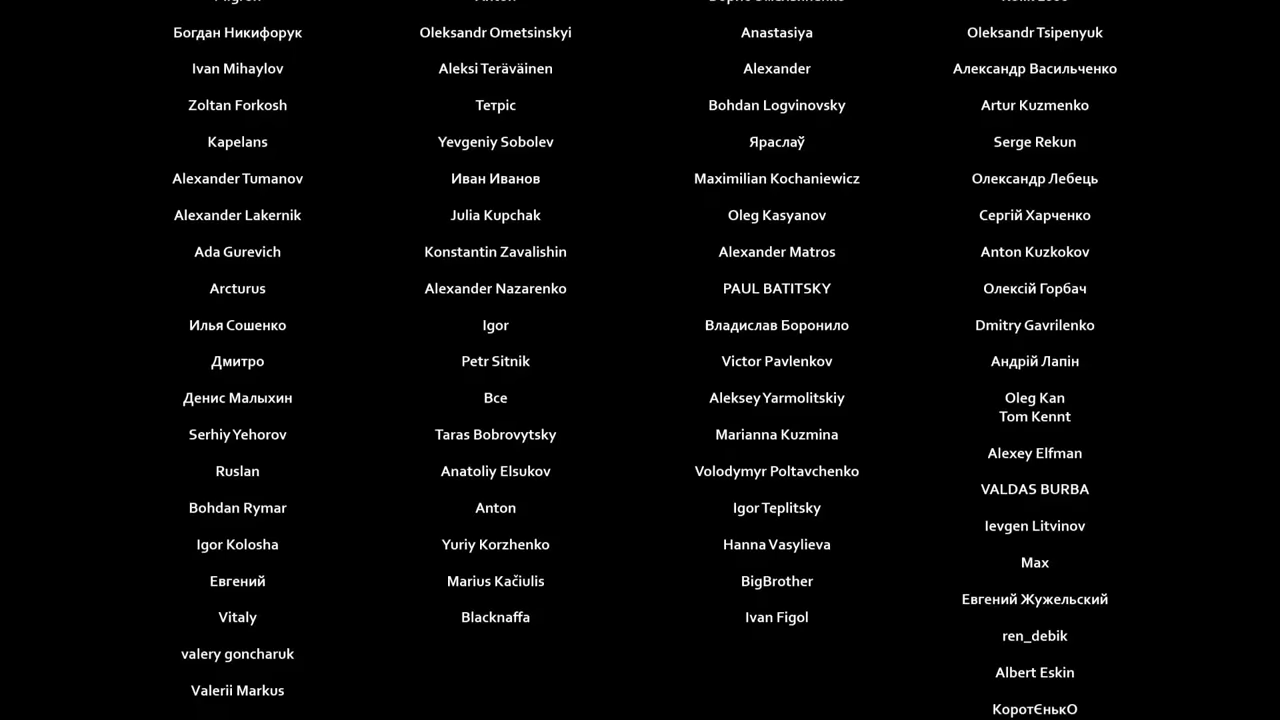 Богдан Никифорук
Ivan Mihaylov
Zoltan Forkosh
Kapelans
Alexander Tumanov
Alexander Lakernik
Ada Gurevich
Arcturus
Илья Сошенко
Дмитро
Денис Малыхин
Serhiy Yehorov
Ruslan
Bohdan Rymar
Igor Kolosha
Евгений
Vitaly
valery goncharuk
Valerii Markus
Oleksandr Ometsinskyi
Aleksi Teräväinen
Тетріс
Yevgeniy Sobolev
Иван Иванов
Julia Kupchak
Konstantin Zavalishin
Alexander Nazarenko
Igor
Petr Sitnik
Все
Taras Bobrovytsky
Anatoliy Elsukov
Anton
Yuriy Korzhenko
Marius Kačiulis
Blacknaffa
Anastasiya
Alexander
Bohdan Logvinovsky
Яраслаў
Maximilian Kochaniewicz
Oleg Kasyanov
Alexander Matros
PAUL BATITSKY
Владислав Боронило
Victor Pavlenkov
Aleksey Yarmolitskiy
Marianna Kuzmina
Volodymyr Poltavchenko
Igor Teplitsky
Hanna Vasylieva
BigBrother
Ivan Figol
Oleksandr Tsipenyuk
Александр Васильченко
Artur Kuzmenko
Serge Rekun
Олександр Лебець
Сергій Харченко
Anton Kuzkokov
Олексій Горбач
Dmitry Gavrilenko
Андрій Лапін
Oleg Kan
Tom Kennt
Alexey Elfman
VALDAS BURBA
Ievgen Litvinov
Max
Евгений Жужельский
ren_debik
Albert Eskin
КоротЄнькО